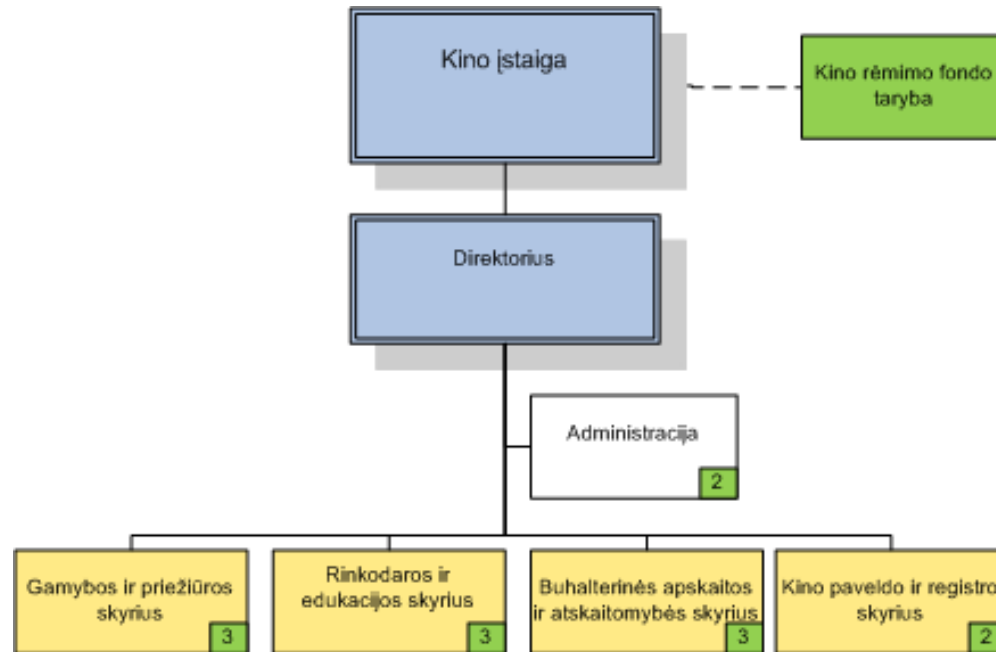 Kino įstaiga
Kino rėmimo fondo
taryba
Direktorius
Administracija
2
Gamybos ir priežiūros
skyrius
3
Rinkodaros ir
edukacijos skyrius
3
Buhalterinės apskaitos
ir atskaitomybės skyrius
3
Kino paveldo ir registro
skyrius
2